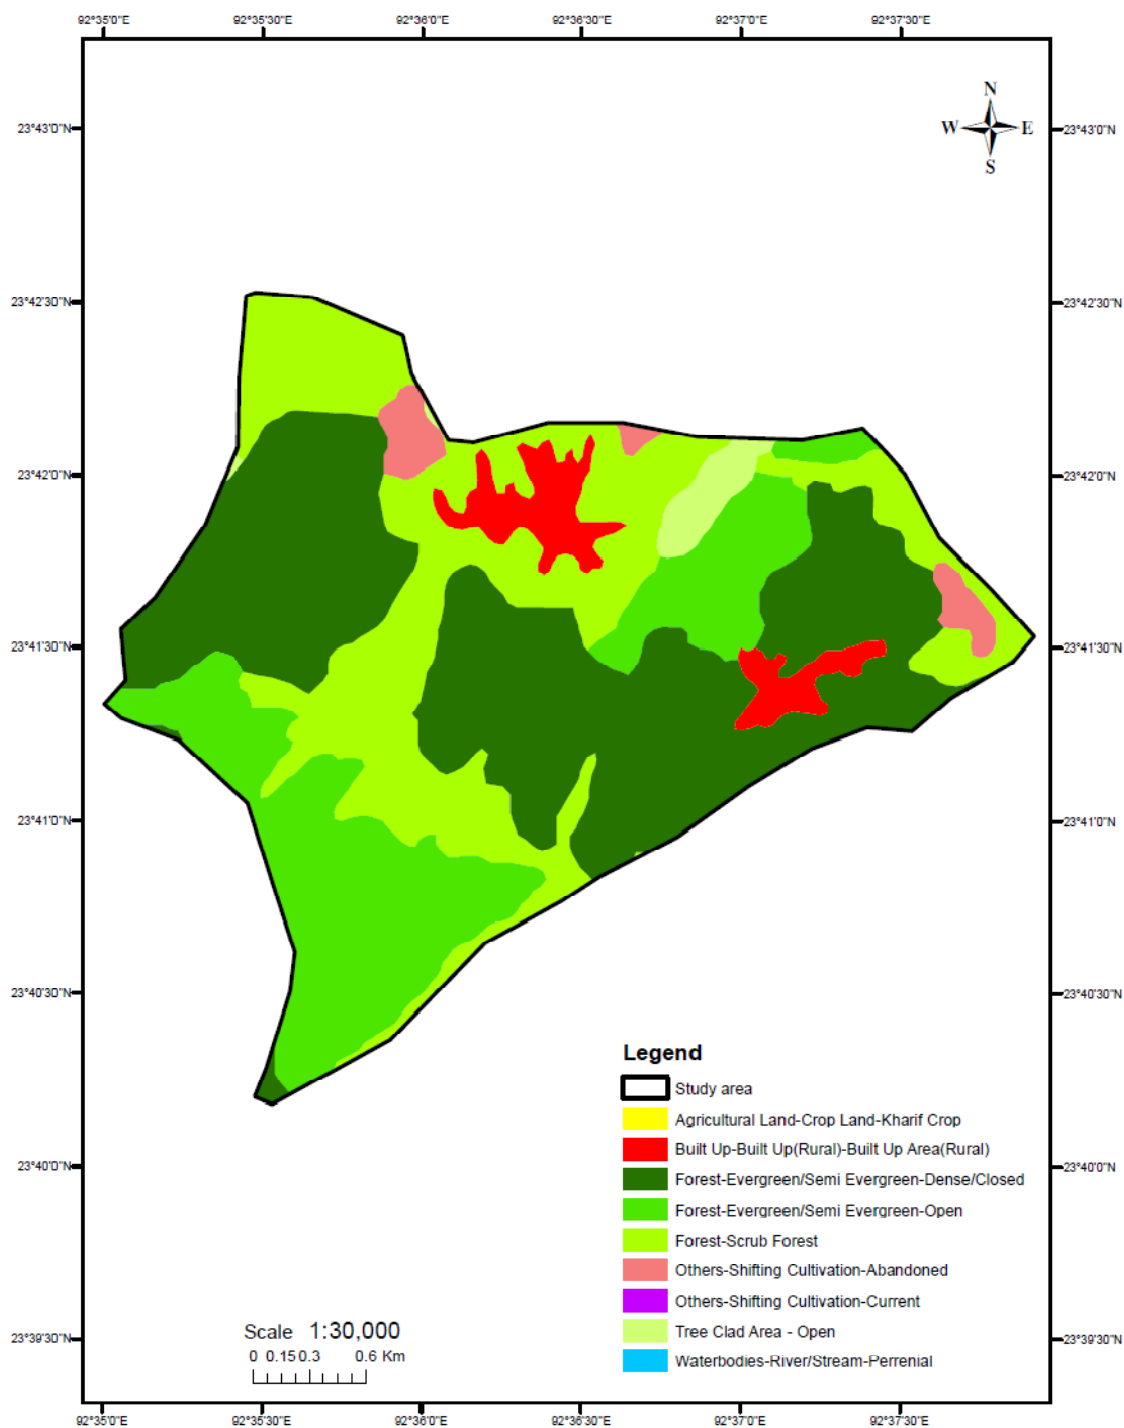 92°35'0"E 92°35'30"E 92°36'0"E 92°36'30"E 92°37'0"E 92°37'30"E
N
W E
S
23°43'0"N 23°43'0"N
23°42'30"N 23°42'30"N
23°42'0"N 23°42'0"N
23°41'30"N 23°41'30"N
23°41'0"N 23°41'0"N
23°40'30"N 23°40'30"N
23°40'0"N 23°40'0"N
23°39'30"N 23°39'30"N
Legend
Study area
Agricultural Land-Crop Land-Kharif Crop
Built Up-Built Up(Rural)-Built Up Area(Rural)
Forest-Evergreen/Semi Evergreen-Dense/Closed
Forest-Evergreen/Semi Evergreen-Open
Forest-Scrub Forest
Others-Shifting Cultivation-Abandoned
Others-Shifting Cultivation-Current
Tree Clad Area - Open
Waterbodies-River/Stream-Perrenial
Scale 1:30,000
0 0.15 0.3 0.6 Km
92°35'0"E 92°35'30"E 92°36'0"E 92°36'30"E 92°37'0"E 92°37'30"E